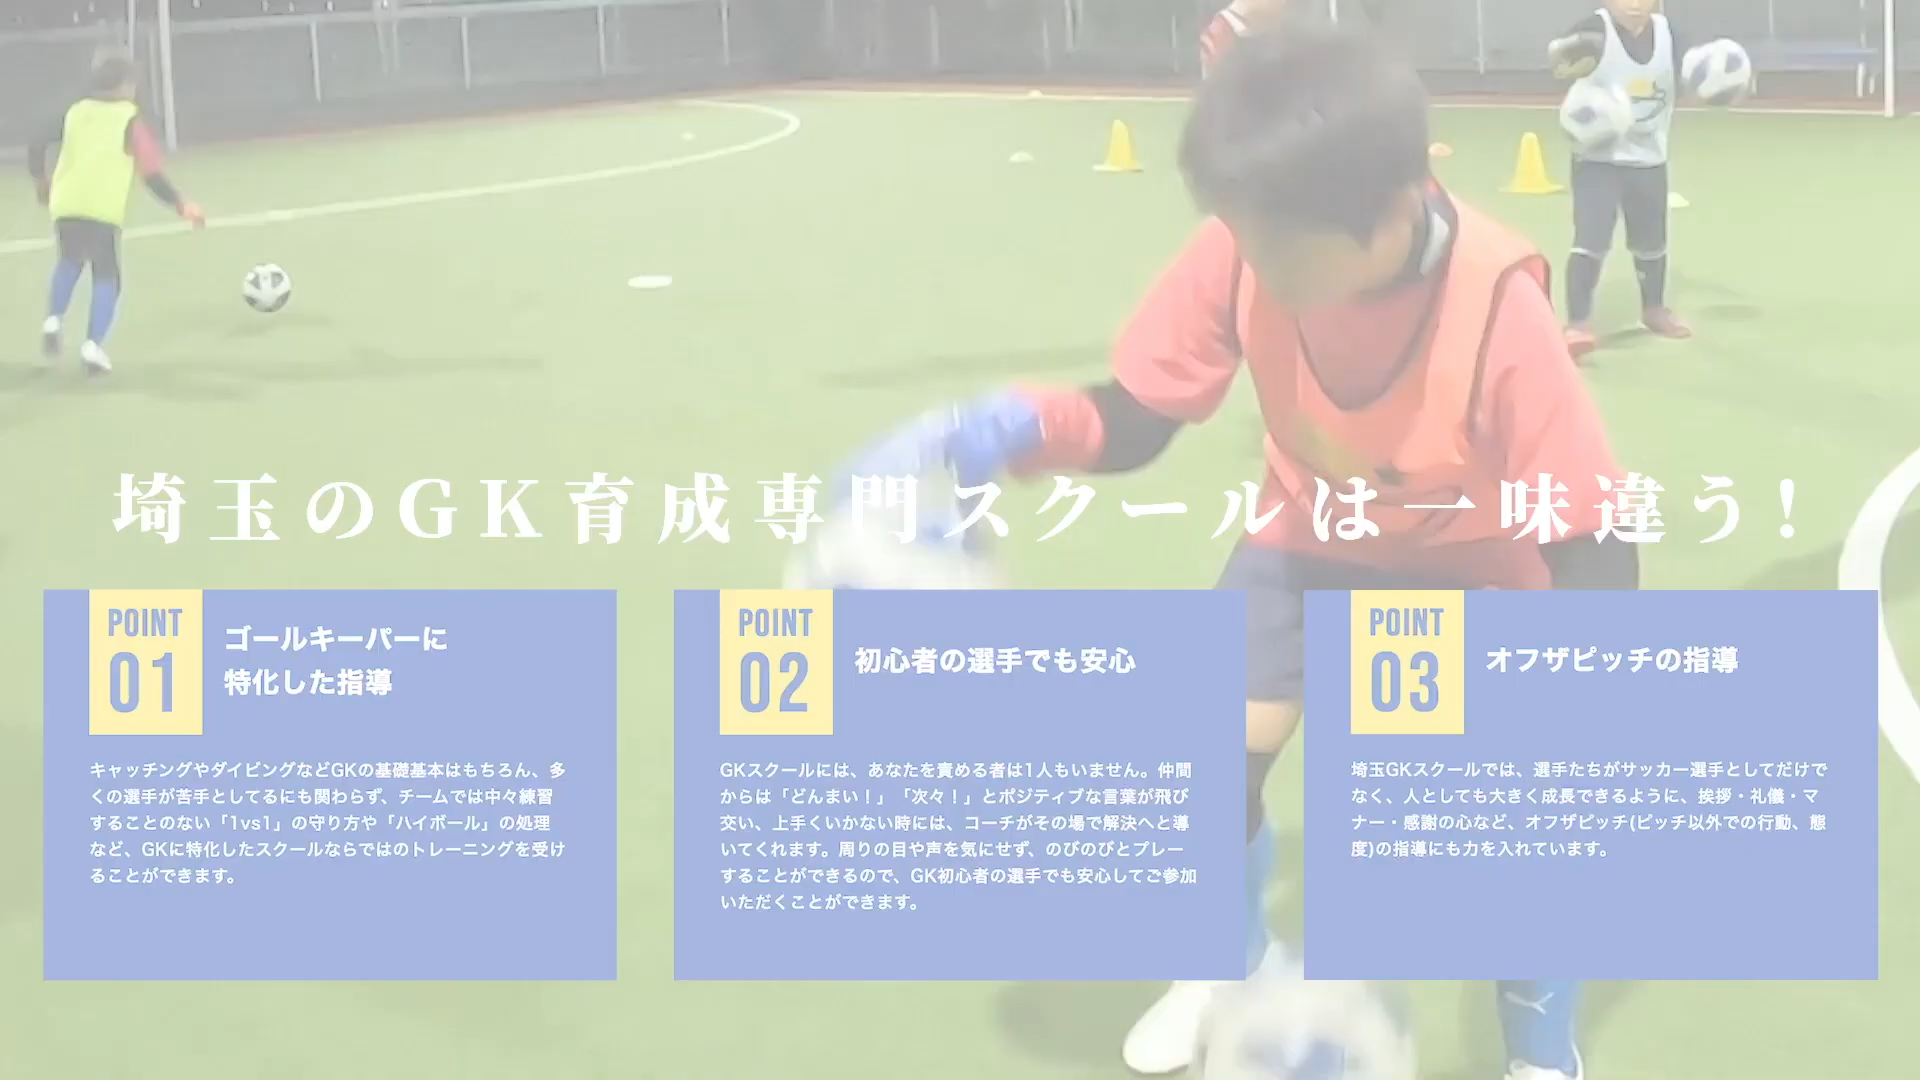 埼玉のGK育成専門スクールは一味違う!
POINT
01
ゴールキーパーに
特化した指導
キャッチングやダイビングなどGKの基礎基本はもちろん、多
くの選手が苦手としてるにも関わらず、チームでは中々練習
することのない「1vs1」の守り方や「ハイボール」の処理
など、GKに特化したスクールならではのトレーニングを受け
ることができます。
POINT
02
初心者の選手でも安心
GKスクールには、あなたを責める者は1人もいません。仲間
からは「どんまい！」「次々！」とポジティブな言葉が飛び
交い、上手くいかない時には、コーチがその場で解決へと導
いてくれます。周りの目や声を気にせず、のびのびとプレー
することができるので、GK初心者の選手でも安心してご参加
いただくことができます。
POINT
03
オフザピッチの指導
埼玉GKスクールでは、選手たちがサッカー選手としてだけで
なく、人としても大きく成長できるように、挨拶・礼儀・マ
ナー・感謝の心など、オフザピッチ(ピッチ以外での行動、態
度)の指導にも力を入れています。